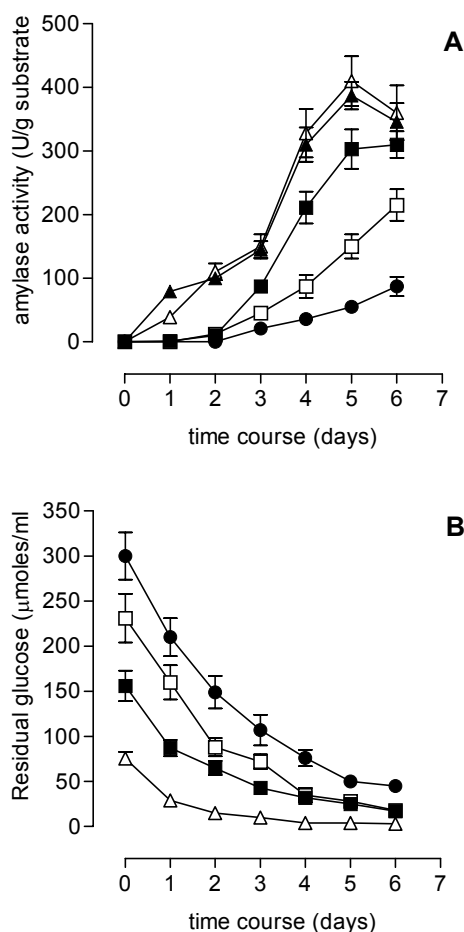 A
amylase activity (U/g substrate)
500
400
300
200
100
0
0 1 2 3 4 5 6 7
time course (days)
B
Residual glucose (μmoles/ml)
350
300
250
200
150
100
50
0
0 1 2 3 4 5 6 7
time course (days)